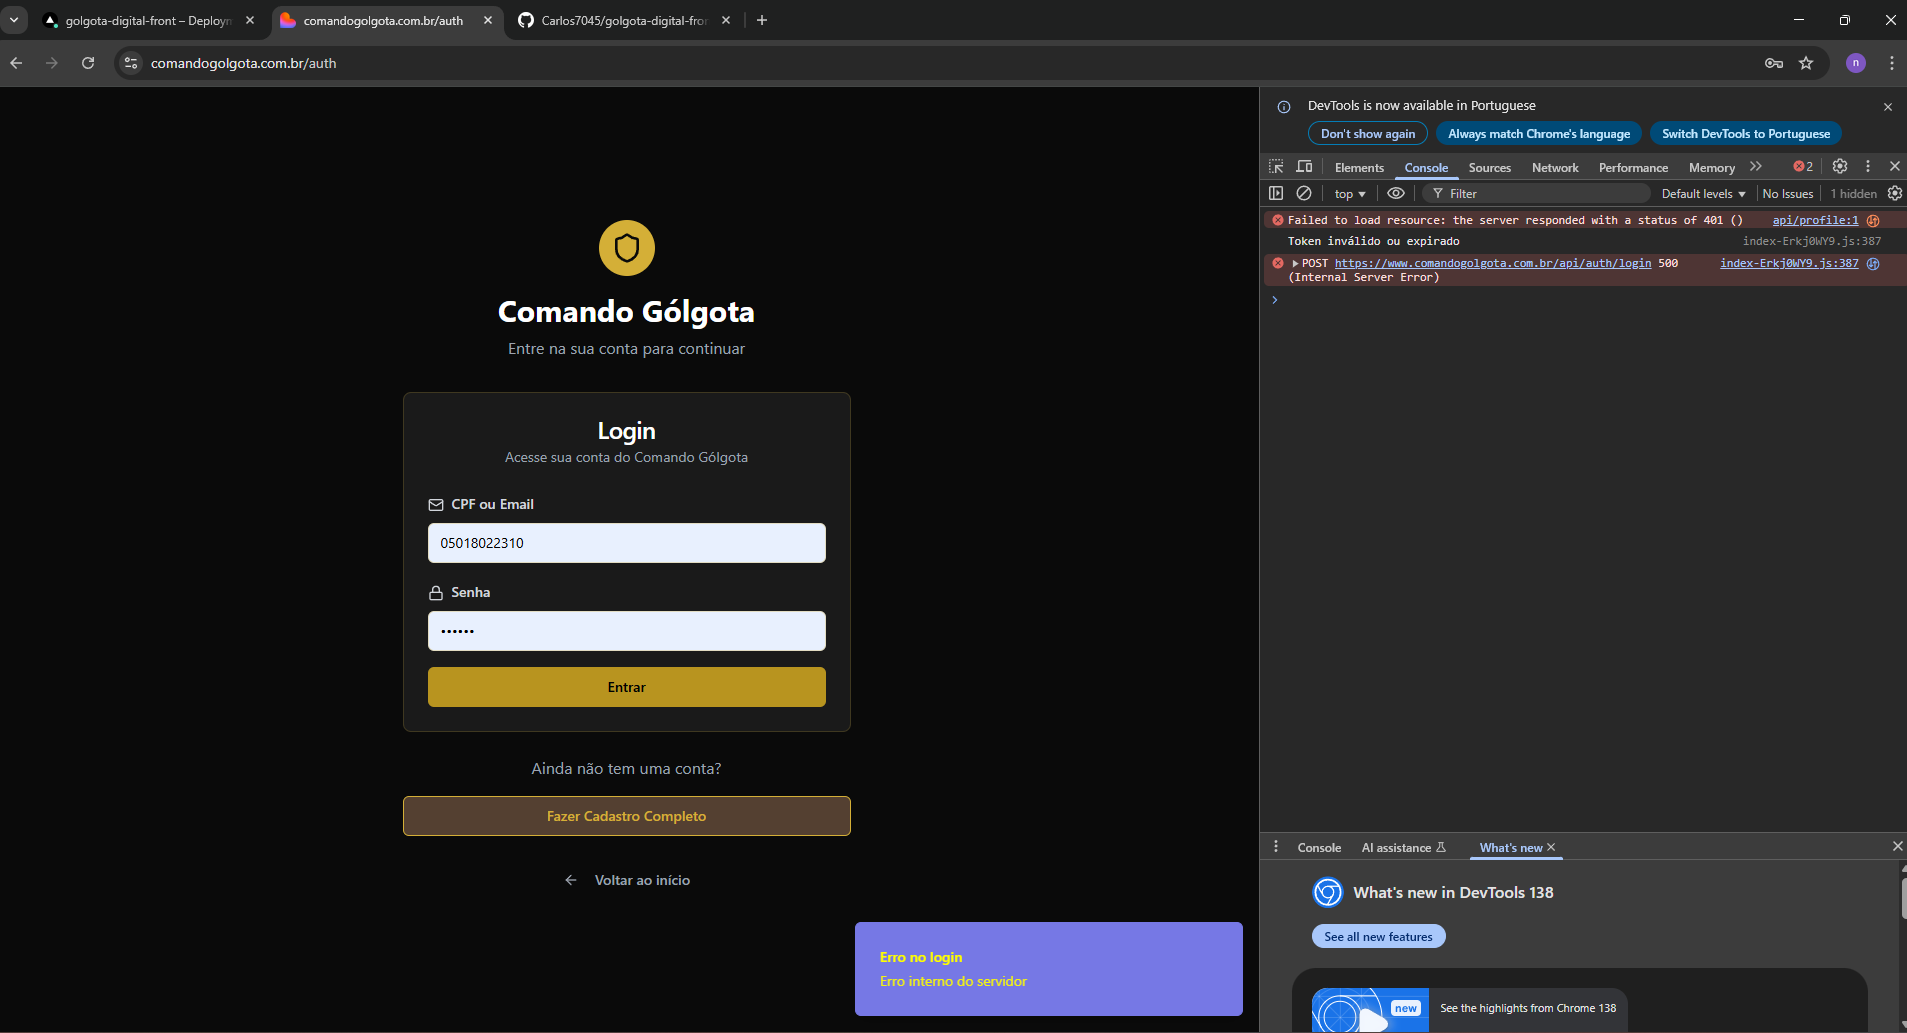 golgota-digital-front – Deploym
comandogolgota.com.br/auth
Carlos7045/golgota-digital-fron
comandogolgota.com.br/auth
n
Comando Gólgota
Entre na sua conta para continuar
Login
Acesse sua conta do Comando Gólgota
CPF ou Email
05018022310
Senha
••••••
Entrar
Ainda não tem uma conta?
Fazer Cadastro Completo
Voltar ao início
Erro no login
Erro interno do servidor
DevTools is now available in Portuguese
Don't show again
Always match Chrome's language
Switch DevTools to Portuguese
Elements Console Sources Network Performance Memory 2
top Filter Default levels No Issues 1 hidden
Failed to load resource: the server responded with a status of 401 () api/profile:1
Token inválido ou expirado index-Erkj0WY9.js:387
POST https://www.comandogolgota.com.br/api/auth/login 500 index-Erkj0WY9.js:387
(Internal Server Error)
Console AI assistance What's new
What's new in DevTools 138
See all new features
new
See the highlights from Chrome 138